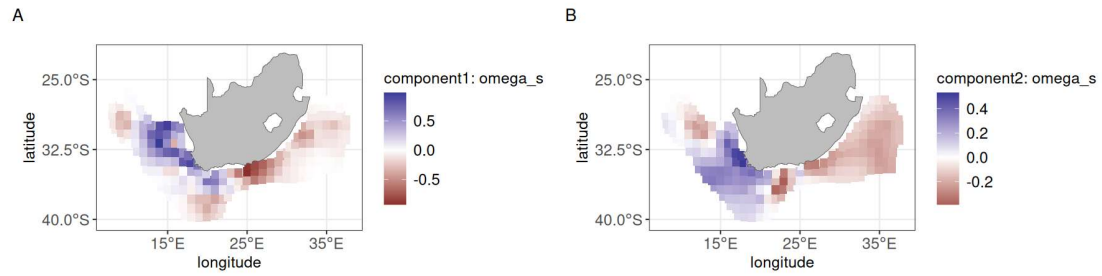 A
component1: omega_s
25.0°S
32.5°S
40.0°S
latitude
0.5
0.0
-0.5
15°E 25°E 35°E
longitude
B
component2: omega_s
25.0°S
32.5°S
40.0°S
latitude
0.4
0.2
0.0
-0.2
15°E 25°E 35°E
longitude